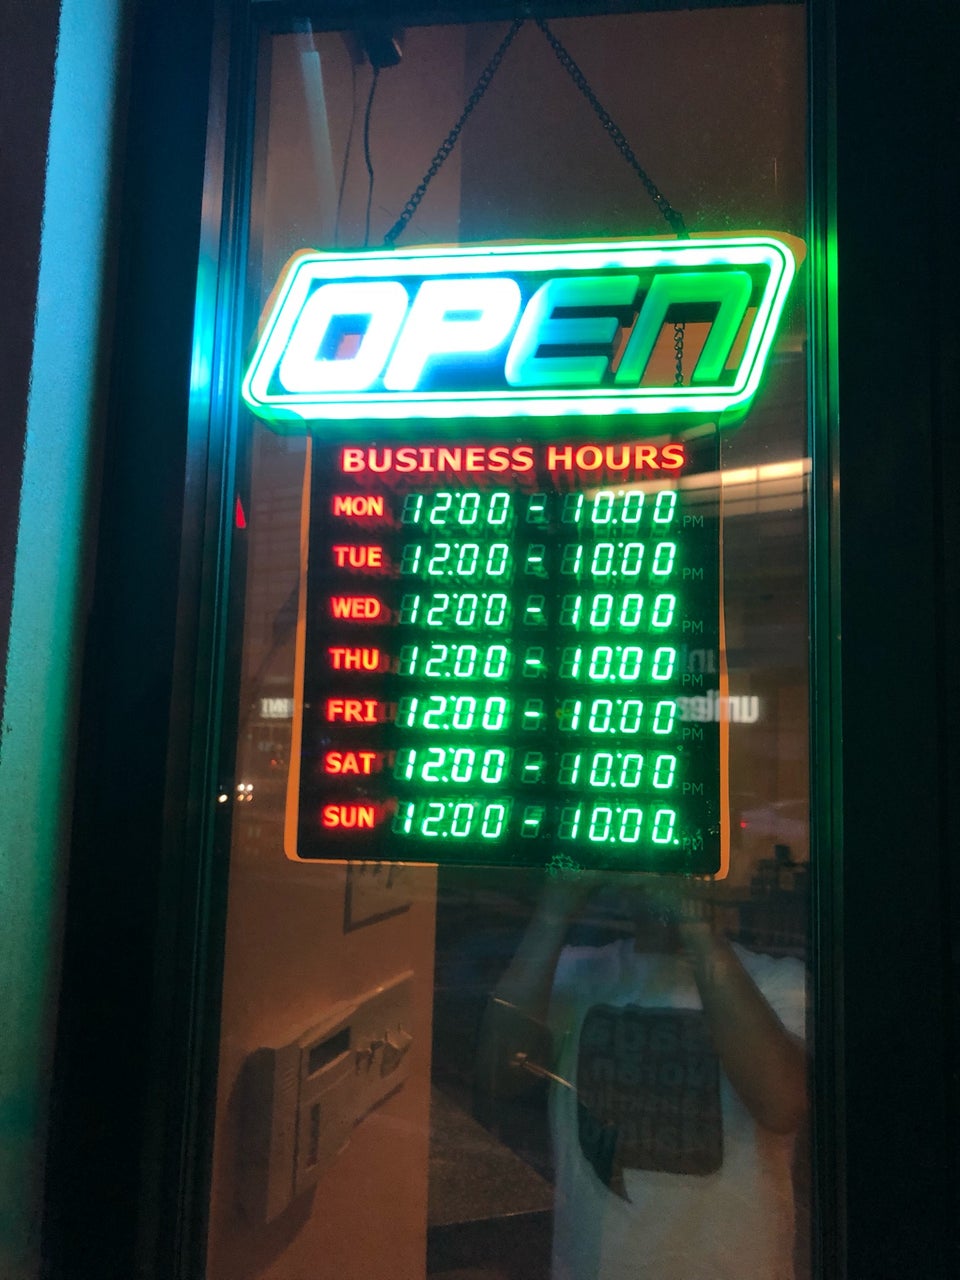 OPEN
BUSINESS HOURS
MON 12:00 - 10:00 PM
TUE 12:00 - 10:00 PM
WED 12:00 - 10:00 PM
THU 12:00 - 10:00 PM
FRI 12:00 - 10:00 PM
SAT 12:00 - 10:00 PM
SUN 12:00 - 10:00 PM